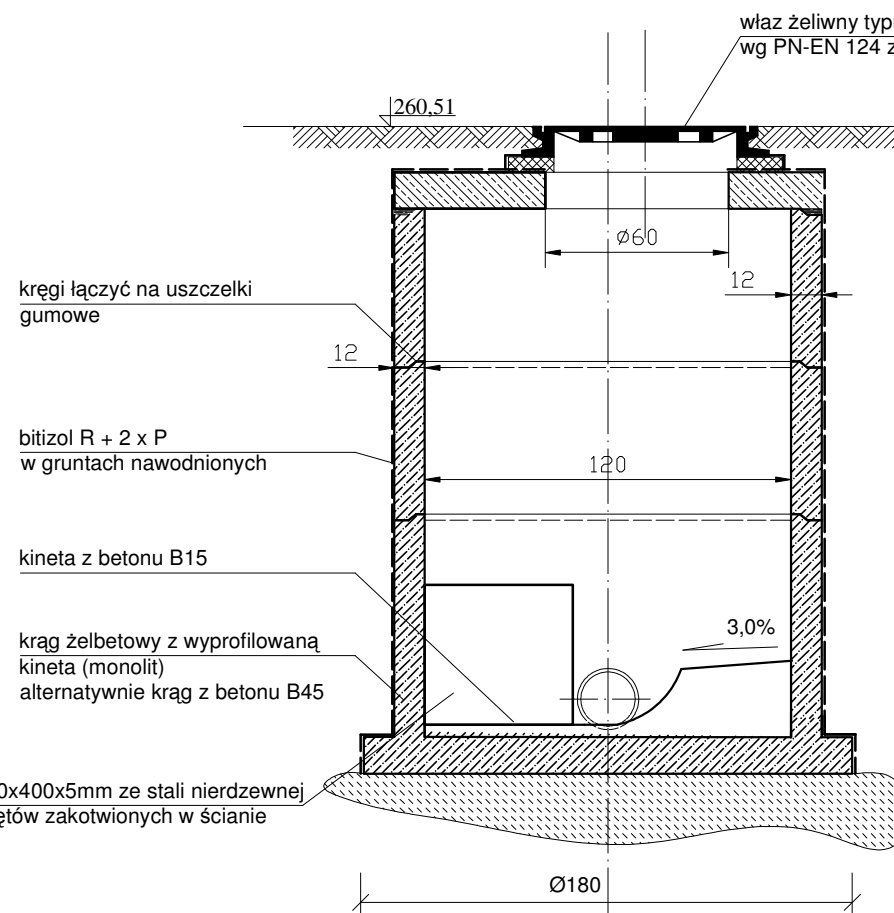 właz żeliwny typ
wg PN-EN 124 z
260,51
ø60
12
kręgi łączyć na uszczelki
gumowe
12
bitizol R + 2 x P
w gruntach nawodnionych
120
kineta z betonu B15
3,0%
krąg żelbetowy z wyprofilowaną
kineta (monolit)
alternatywnie krąg z betonu B45
0x400x5mm ze stali nierdzewnej
ętów zakotwionych w ścianie
Ø180